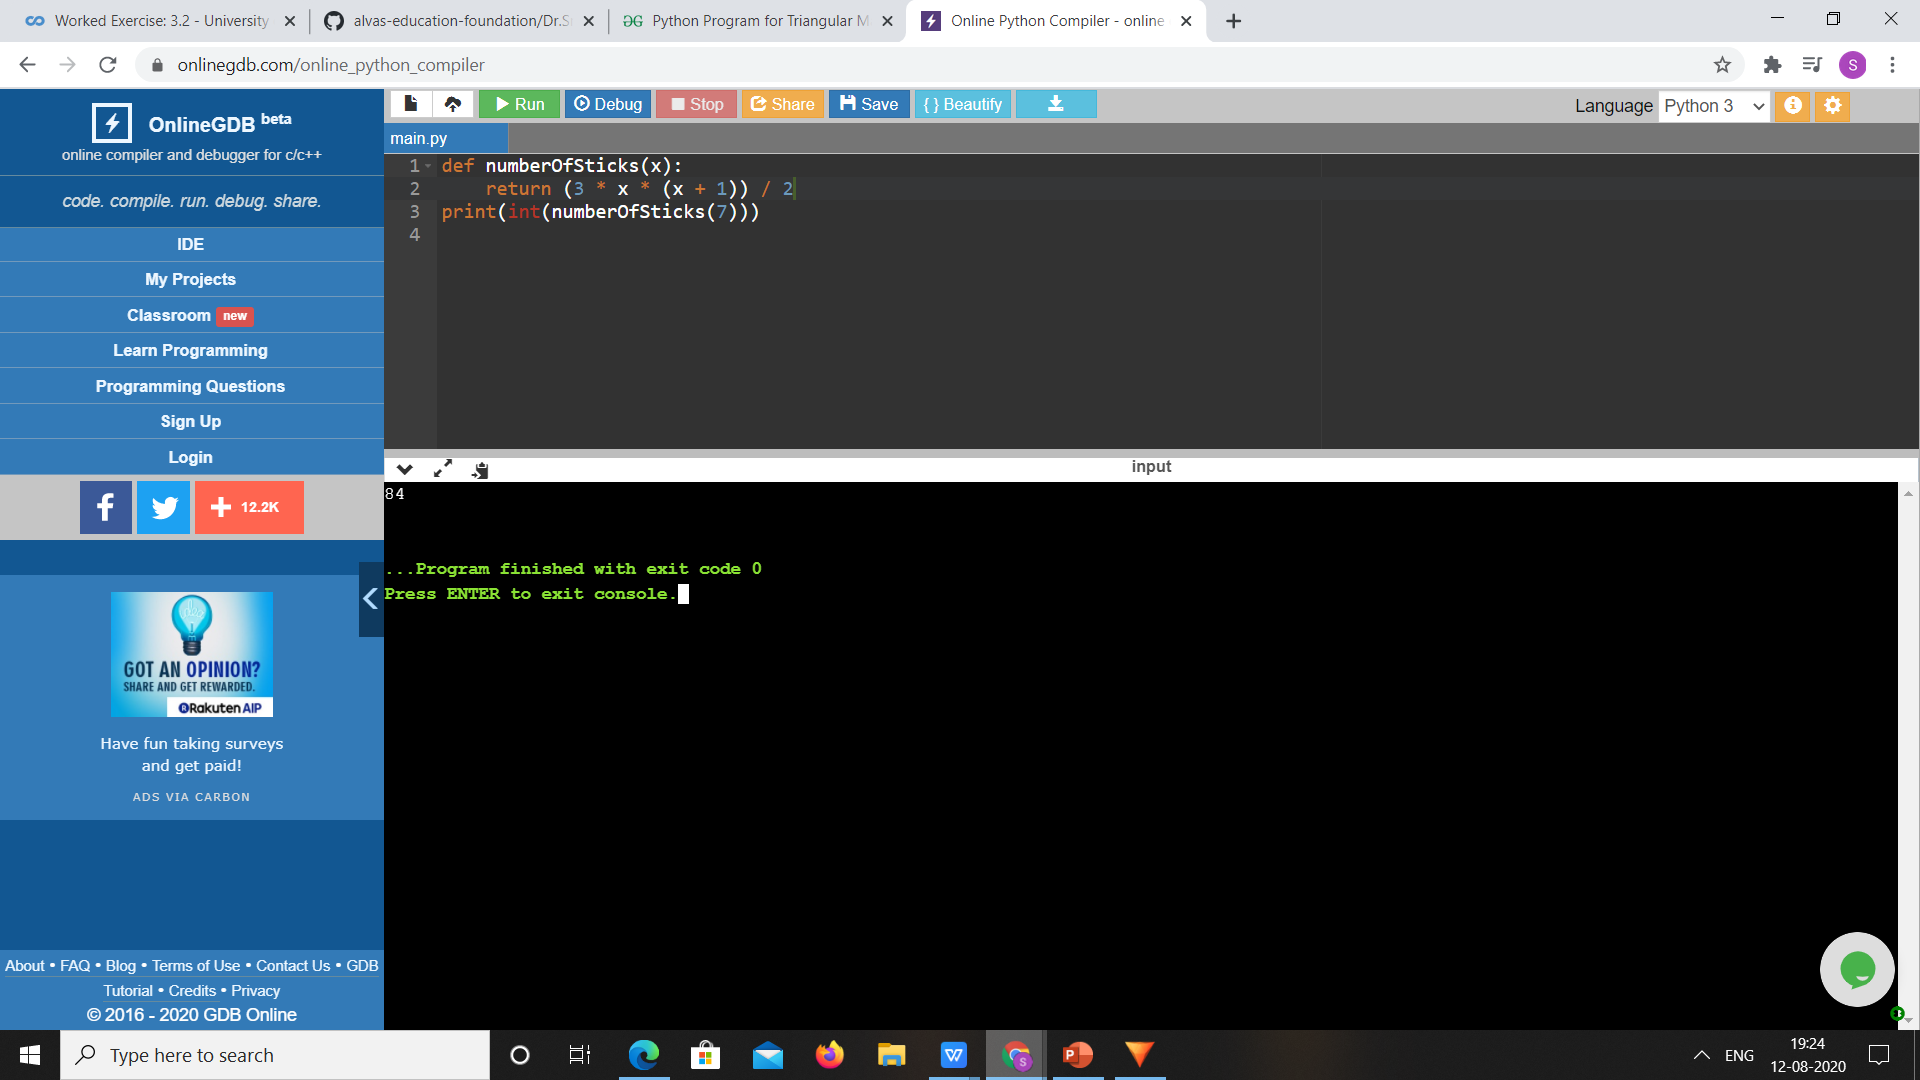 Worked Exercise: 3.2 - University
alvas-education-foundation/Dr.S
Python Program for Triangular M
Online Python Compiler - online
onlinegdb.com/online_python_compiler
S
OnlineGDB beta
online compiler and debugger for c/c++
code. compile. run. debug. share.
IDE
My Projects
Classroom new
Learn Programming
Programming Questions
Sign Up
Login
12.2K
GOT AN OPINION?
SHARE AND GET REWARDED.
Rakuten AIP
Have fun taking surveys
and get paid!
ADS VIA CARBON
About • FAQ • Blog • Terms of Use • Contact Us • GDB
Tutorial • Credits • Privacy
© 2016 - 2020 GDB Online
Run Debug Stop Share Save { } Beautify
Language Python 3
main.py
1 def numberOfSticks(x):
2     return (3 * x * (x + 1)) / 2
3 print(int(numberOfSticks(7)))
4
input
84
...Program finished with exit code 0
Press ENTER to exit console.
Type here to search
ENG
19:24
12-08-2020